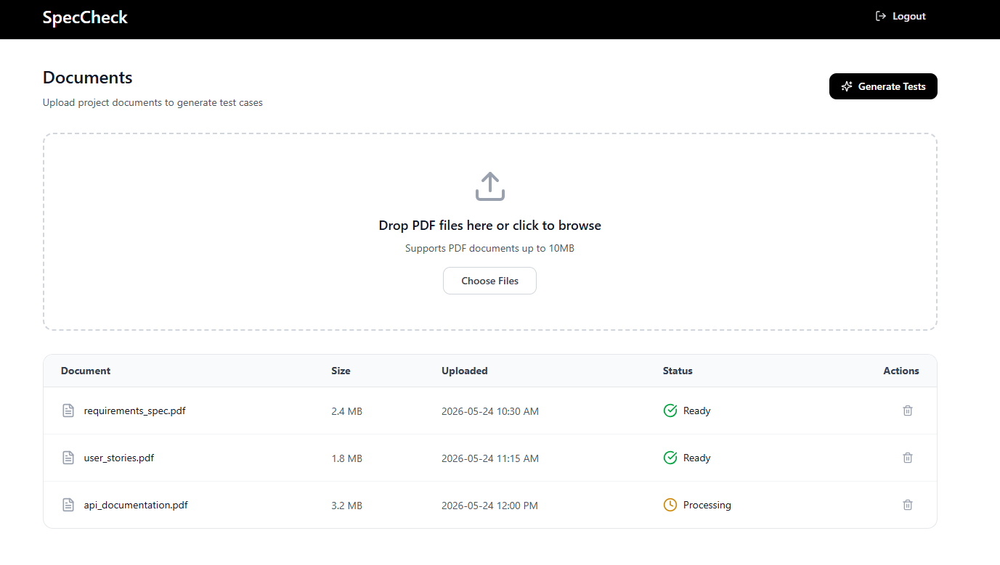 SpecCheck
Logout
Documents
Upload project documents to generate test cases
Generate Tests
Drop PDF files here or click to browse
Supports PDF documents up to 10MB
Choose Files
Document Size Uploaded Status Actions
requirements_spec.pdf 2.4 MB 2026-05-24 10:30 AM Ready
user_stories.pdf 1.8 MB 2026-05-24 11:15 AM Ready
api_documentation.pdf 3.2 MB 2026-05-24 12:00 PM Processing